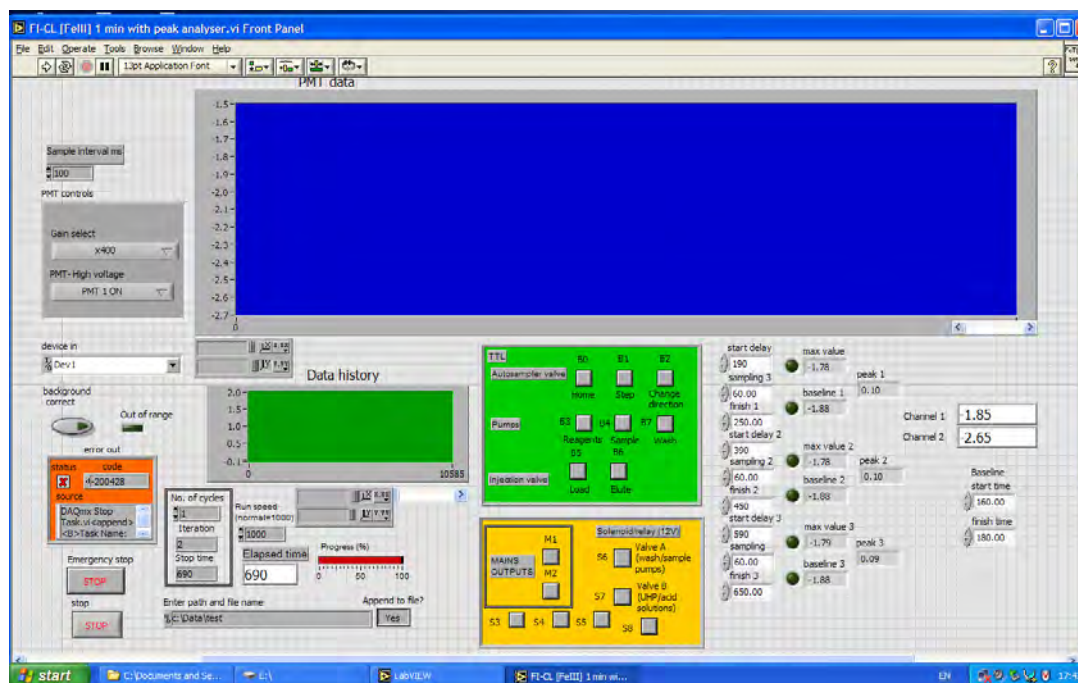 FI-CL [FeIII] 1 min with peak analyser.vi Front Panel
File Edit Operate Tools Browse Window Help
13pt Application Font
PMT data
-1.5
-1.6
-1.7
-1.8
-1.9
-2.0
-2.1
-2.2
-2.3
-2.4
-2.5
-2.6
-2.7
0
Sample interval ms
100
PMT controls
Gain select
x400
PMT- High voltage
PMT 1 ON
device in
Dev1
background correct
Out of range
error out
status code
-200428
source
DAQmx Stop
Task.vi<append>
<B>Task Name:
Emergency stop
STOP
stop
STOP
Data history
2.0
1.5
1.0
0.5
-0.1
0 10585
No. of cycles
1
Iteration
2
Stop time
690
Run speed
(normal=1000)
1000
Elapsed time
690
Progress (%)
0 50 100
Enter path and file name
c:\Data\test
Append to file?
Yes
TTL
B0 B1 B2
Autosampler valve
Home Step Change direction
Pumps
B3 B4 B7
Reagents Sample Wash
B5 B6
Injection valve
Load Elute
MAINS OUTPUTS
M1
M2
Solenoid/relay (12V)
S6 Valve A (wash/sample pumps)
S7 Valve B (UHP/acid solutions)
S3 S4 S5 S8
start delay
190
sampling 3
60.00
finish 1
250.00
start delay 2
390
sampling 2
60.00
finish 2
450
start delay 3
590
sampling
60.00
finish 3
650.00
max value
-1.78
baseline 1
-1.88
peak 1
0.10
max value 2
-1.78
baseline 2
-1.88
peak 2
0.10
max value 3
-1.79
baseline 3
-1.88
peak 3
0.09
Channel 1 -1.85
Channel 2 -2.65
Baseline
start time
160.00
finish time
180.00
start
C:\Documents and Se...
E:\
LabVIEW
FI-CL [FeIII] 1 min wi...
EN